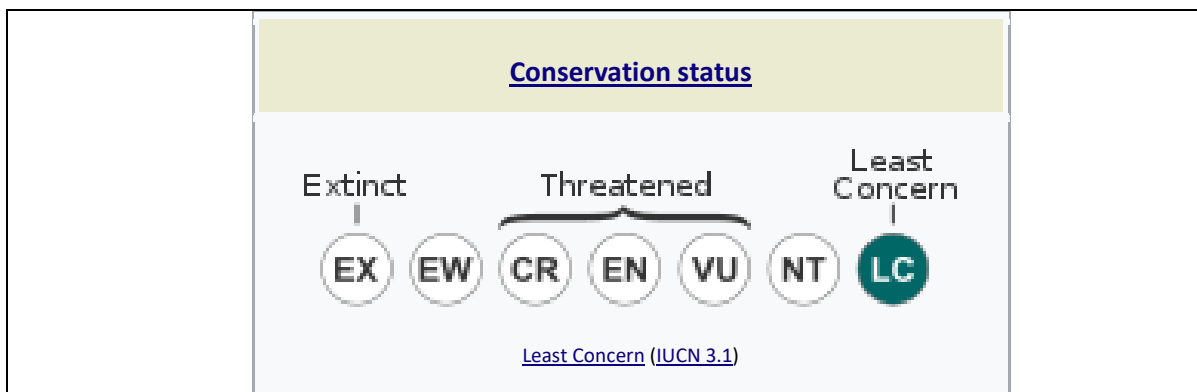 Conservation status
Extinct
Threatened
Least
Concern
EX EW CR EN VU NT LC
Least Concern (IUCN 3.1)